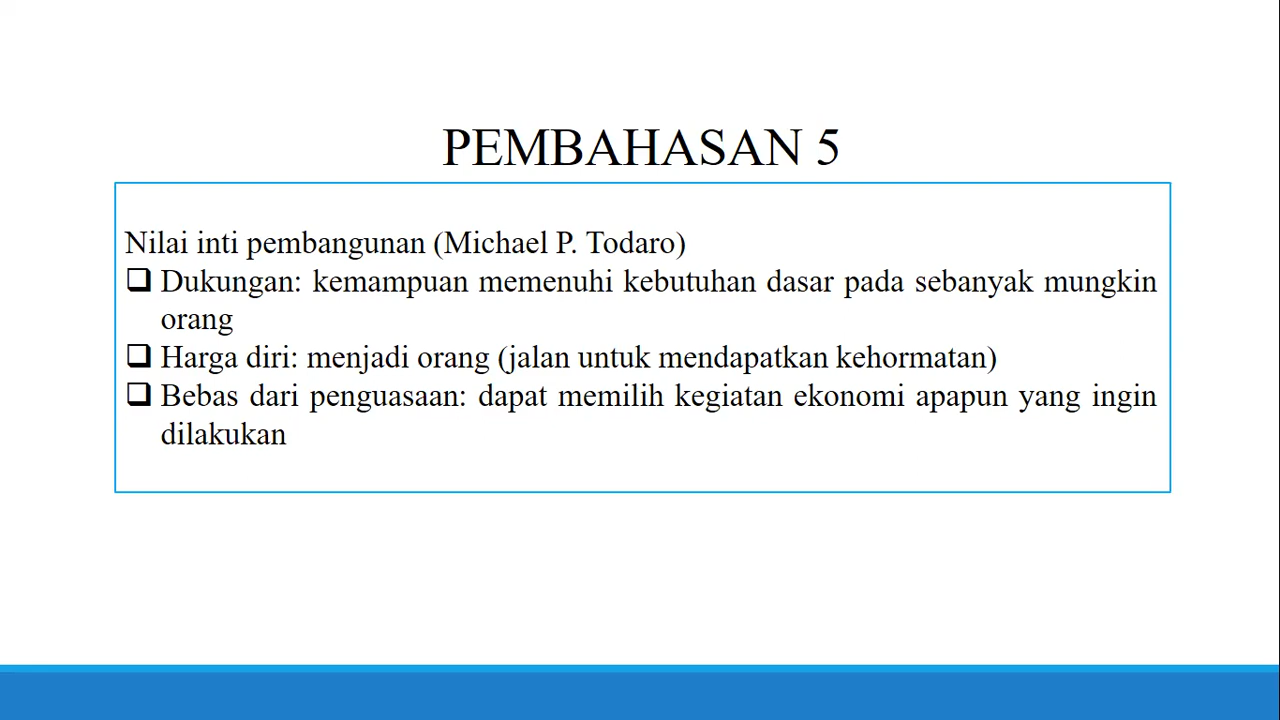 PEMBAHASAN 5
Nilai inti pembangunan (Michael P. Todaro)
❑ Dukungan: kemampuan memenuhi kebutuhan dasar pada sebanyak mungkin
orang
❑ Harga diri: menjadi orang (jalan untuk mendapatkan kehormatan)
❑ Bebas dari penguasaan: dapat memilih kegiatan ekonomi apapun yang ingin
dilakukan